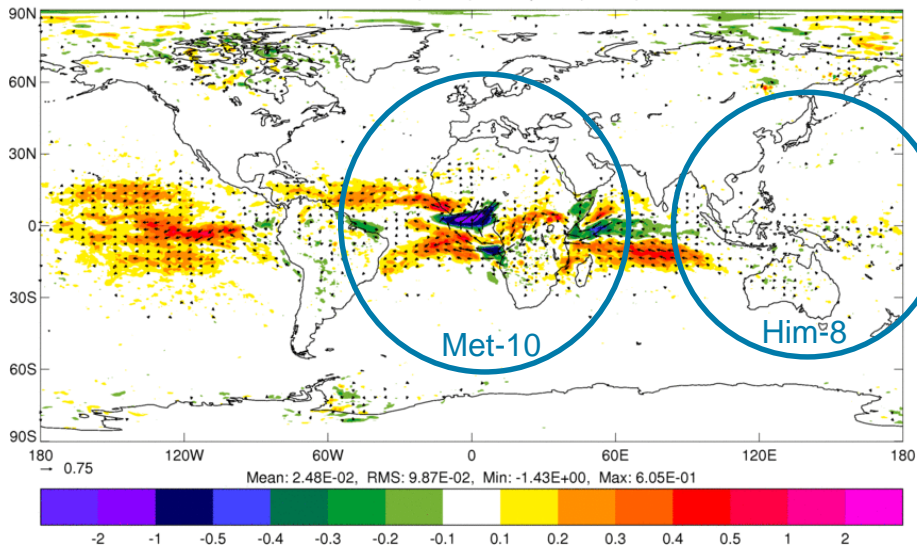 90N
60N
30N
0
30S
60S
90S
Met-10
Him-8
180 120W 60W 0 60E 120E 180
0.75
Mean: 2.48E-02, RMS: 9.87E-02, Min: -1.43E+00, Max: 6.05E-01
-2 -1 -0.5 -0.4 -0.3 -0.2 -0.1 0.1 0.2 0.3 0.4 0.5 1 2